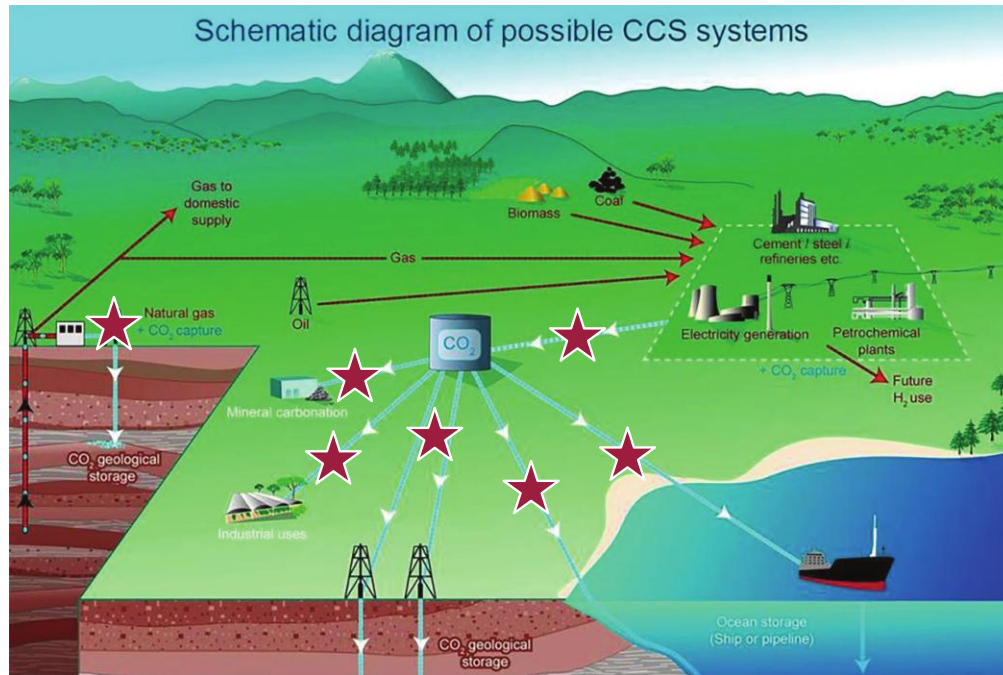 Schematic diagram of possible CCS systems
Gas to
domestic
supply
Biomass
Coal
Cement / steel /
refineries etc.
Gas
Oil
Natural gas
+ CO₂ capture
Electricity generation
Petrochemical
plants
+ CO₂ capture
Future
H₂ use
CO₂
Mineral carbonation
CO₂ geological
storage
Industrial uses
Ocean storage
(Ship or pipeline)
CO₂ geological
storage